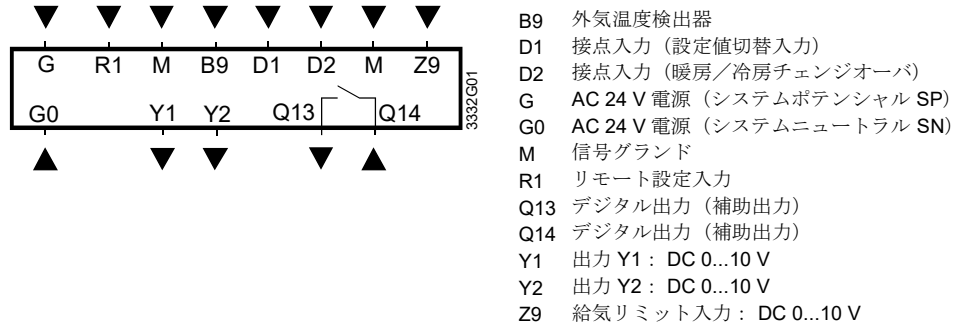 G R1 M B9 D1 D2 M Z9
G0 Y1 Y2 Q13 Q14
3332G01
B9 外気温度検出器
D1 接点入力（設定値切替入力）
D2 接点入力（暖房／冷房チェンジオーバ）
G AC 24 V 電源（システムポテンシャル SP）
G0 AC 24 V 電源（システムニュートラル SN）
M 信号グランド
R1 リモート設定入力
Q13 デジタル出力（補助出力）
Q14 デジタル出力（補助出力）
Y1 出力 Y1： DC 0...10 V
Y2 出力 Y2： DC 0...10 V
Z9 給気リミット入力： DC 0...10 V